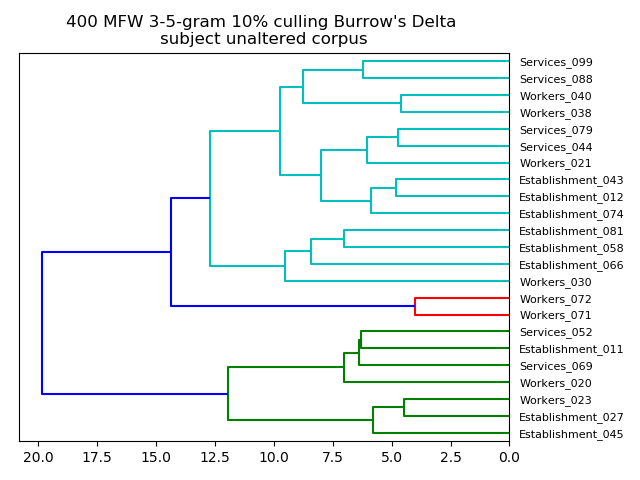 400 MFW 3-5-gram 10% culling Burrow's Delta
subject unaltered corpus
Services_099
Services_088
Workers_040
Workers_038
Services_079
Services_044
Workers_021
Establishment_043
Establishment_012
Establishment_074
Establishment_081
Establishment_058
Establishment_066
Workers_030
Workers_072
Workers_071
Services_052
Establishment_011
Services_069
Workers_020
Workers_023
Establishment_027
Establishment_045
20.0 17.5 15.0 12.5 10.0 7.5 5.0 2.5 0.0